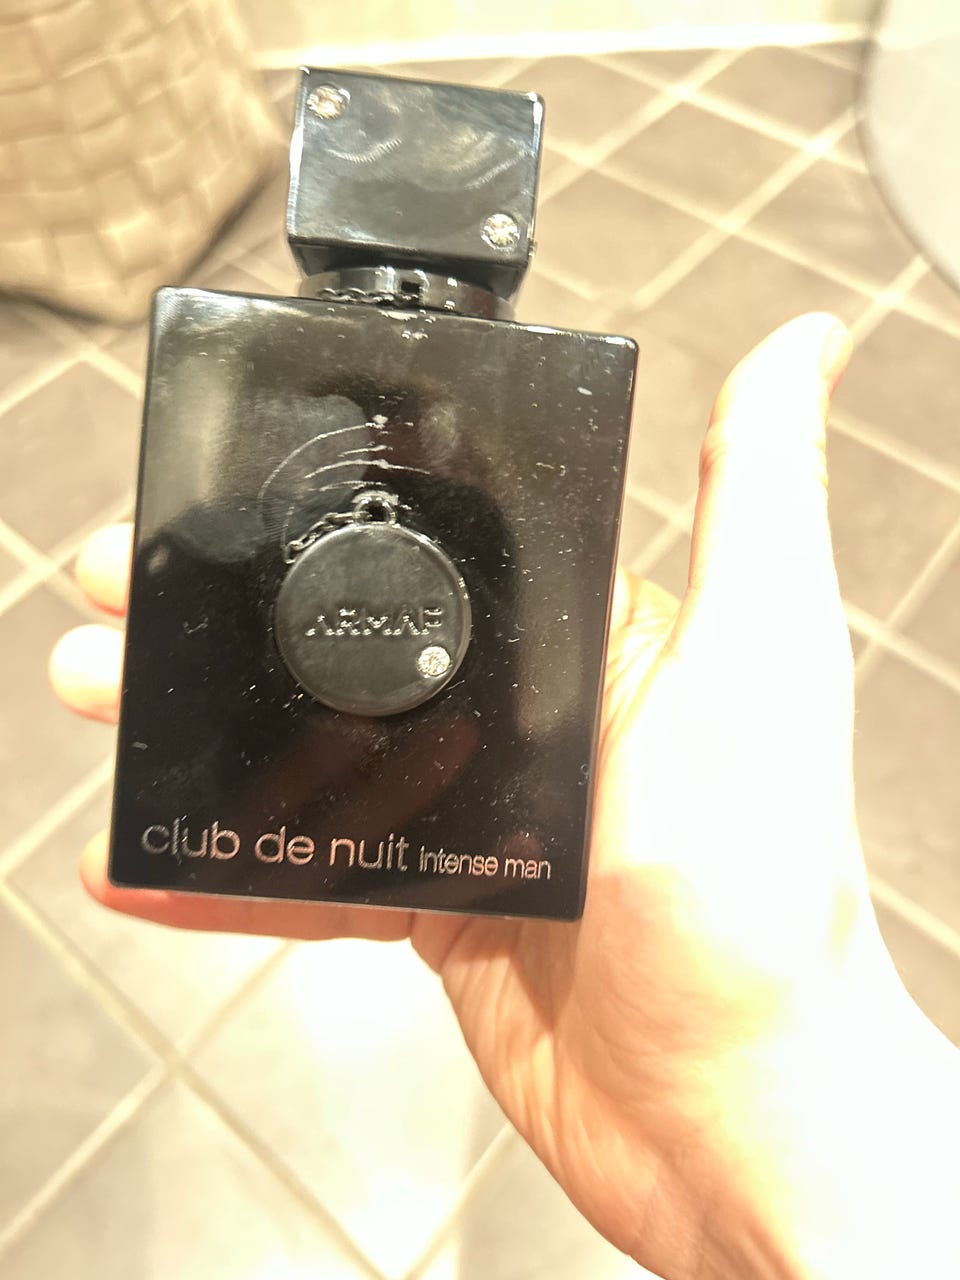 ARMAF
club de nuit intense man